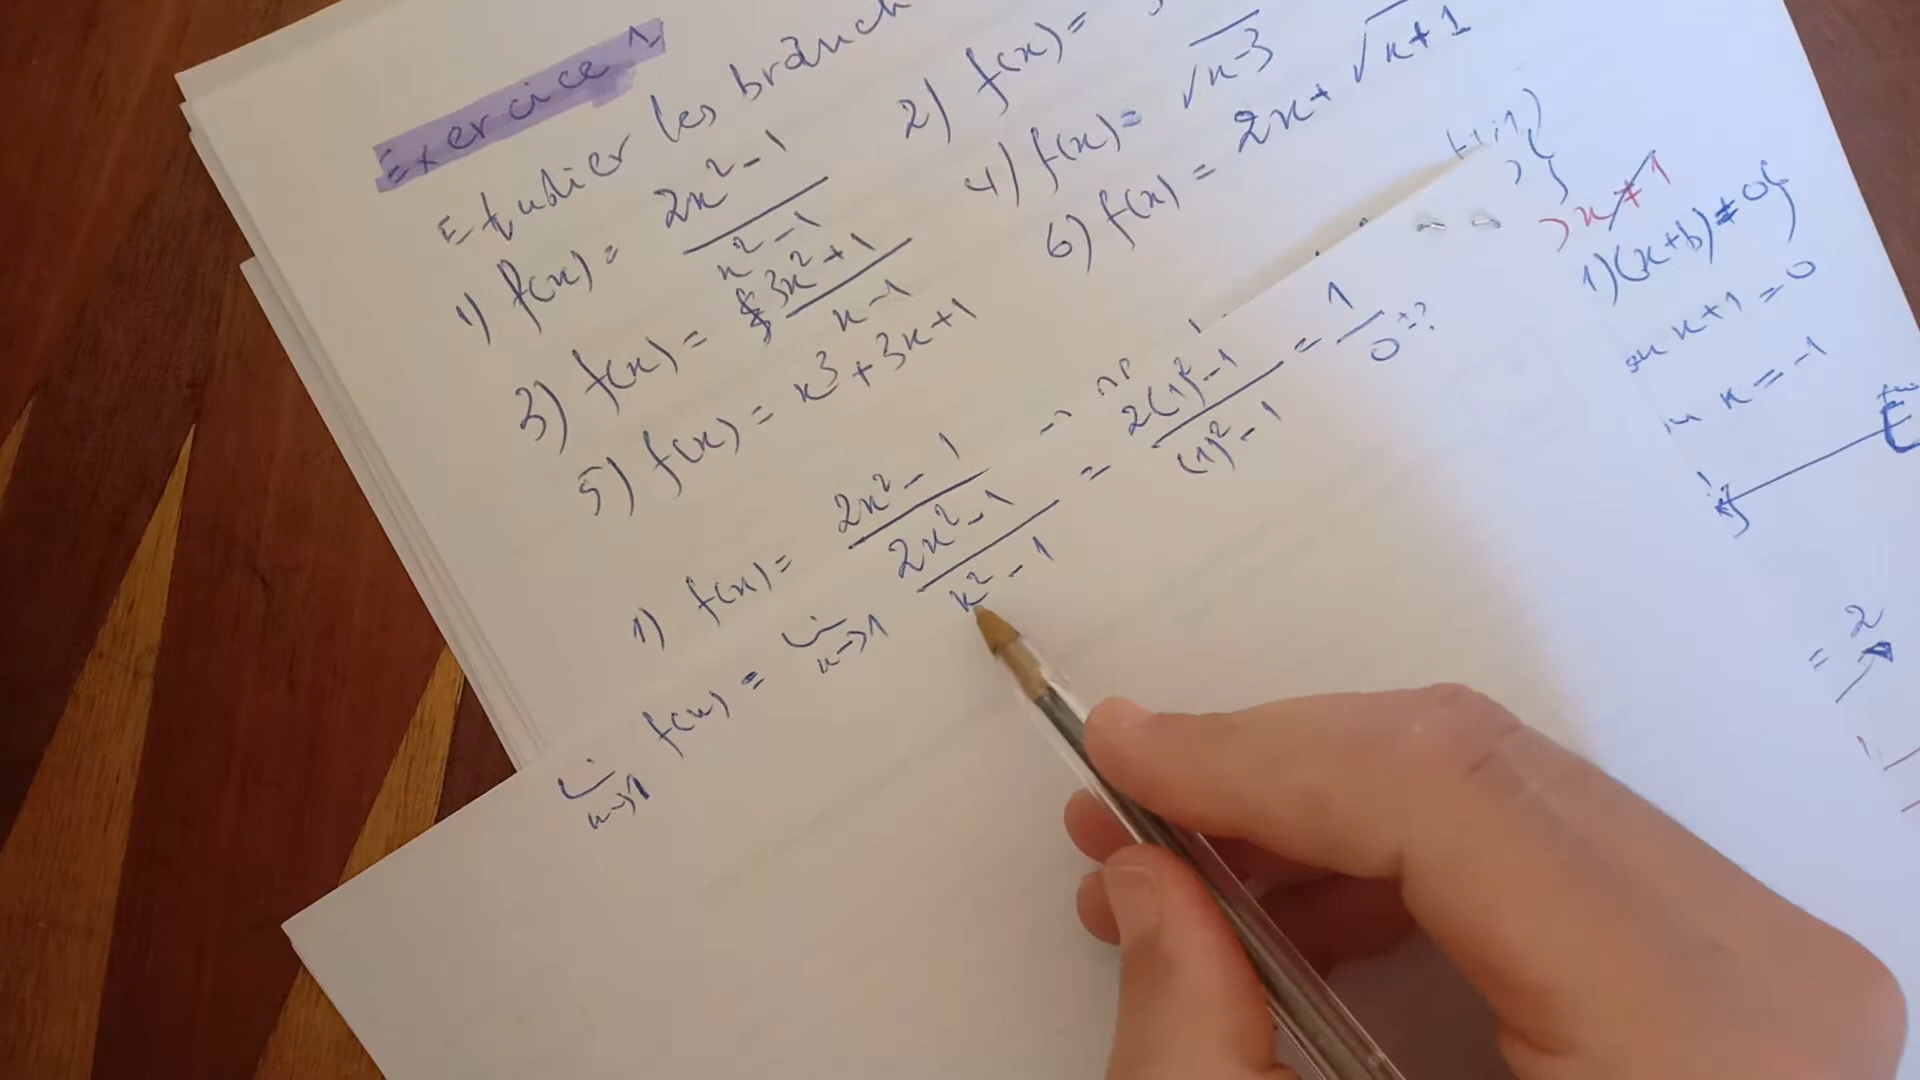 Exercice 1
Etudier les branch
1) f(x) = (2x² - 1)/(x² - 1)
2) f(x) =
3) f(x) = (3x² + 1)/(x - 1)
4) f(x) = √(x - 3)
5) f(x) = x³ + 3x + 1
6) f(x) = 2x + √(x + 1)
1) f(x) = 2x² - 1
lim x→1 f(x) = lim x→1 (2x² - 1)/(x² - 1) = (2(1)² - 1)/((1)² - 1) = 1/0 ±?
x ≠ 1
1)(x+b) ≠ 0}
ou x + 1 = 0
x = -1
= 2